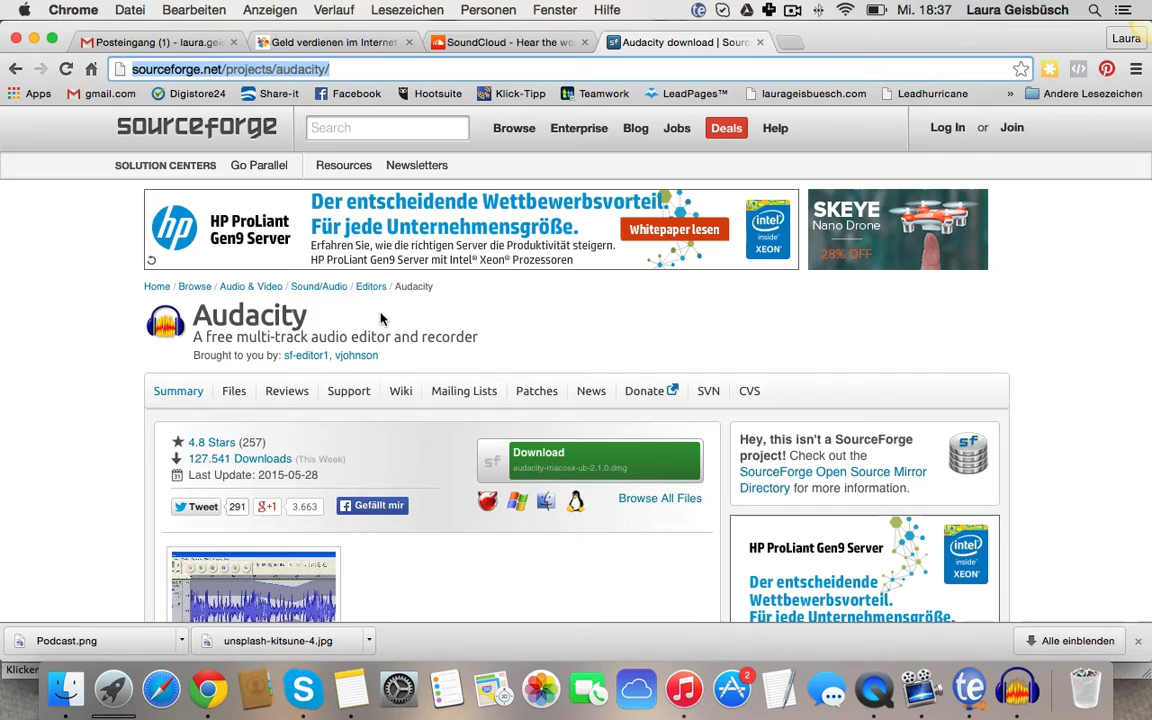 Chrome Datei Bearbeiten Anzeigen Verlauf Lesezeichen Personen Fenster Hilfe Mi. 18:37 Laura Geisbüsch
Posteingang (1) - laura.gei Geld verdienen im Internet SoundCloud - Hear the wo Audacity download | Sour Laura
sourceforge.net/projects/audacity/
Apps gmail.com Digistore24 Share-it Facebook Hootsuite Klick-Tipp Teamwork LeadPages™ laurageisbuesch.com Leadhurricane » Andere Lesezeichen
sourceforge Search Browse Enterprise Blog Jobs Deals Help Log In or Join
SOLUTION CENTERS Go Parallel Resources Newsletters
hp HP ProLiant Gen9 Server
Der entscheidende Wettbewerbsvorteil.
Für jede Unternehmensgröße.
Erfahren Sie, wie die richtigen Server die Produktivität steigern.
HP ProLiant Gen9 Server mit Intel® Xeon® Prozessoren
Whitepaper lesen
intel inside XEON®
SKEYE
Nano Drone
28% OFF
Home / Browse / Audio & Video / Sound/Audio / Editors / Audacity
Audacity
A free multi-track audio editor and recorder
Brought to you by: sf-editor1, vjohnson
Summary Files Reviews Support Wiki Mailing Lists Patches News Donate SVN CVS
4.8 Stars (257)
127.541 Downloads (This Week)
Last Update: 2015-05-28
Tweet 291 g+1 3.663 Gefällt mir
sf Download
audacity-macosx-ub-2.1.0.dmg
Browse All Files
Hey, this isn't a SourceForge
project! Check out the
SourceForge Open Source Mirror
Directory for more information.
sf
HP ProLiant Gen9 Server
intel inside XEON®
Der entscheidende
Wettbewerbsvorteil.
Für jede Unternehmensgröße.
Podcast.png unsplash-kitsune-4.jpg Alle einblenden
Klicken
2